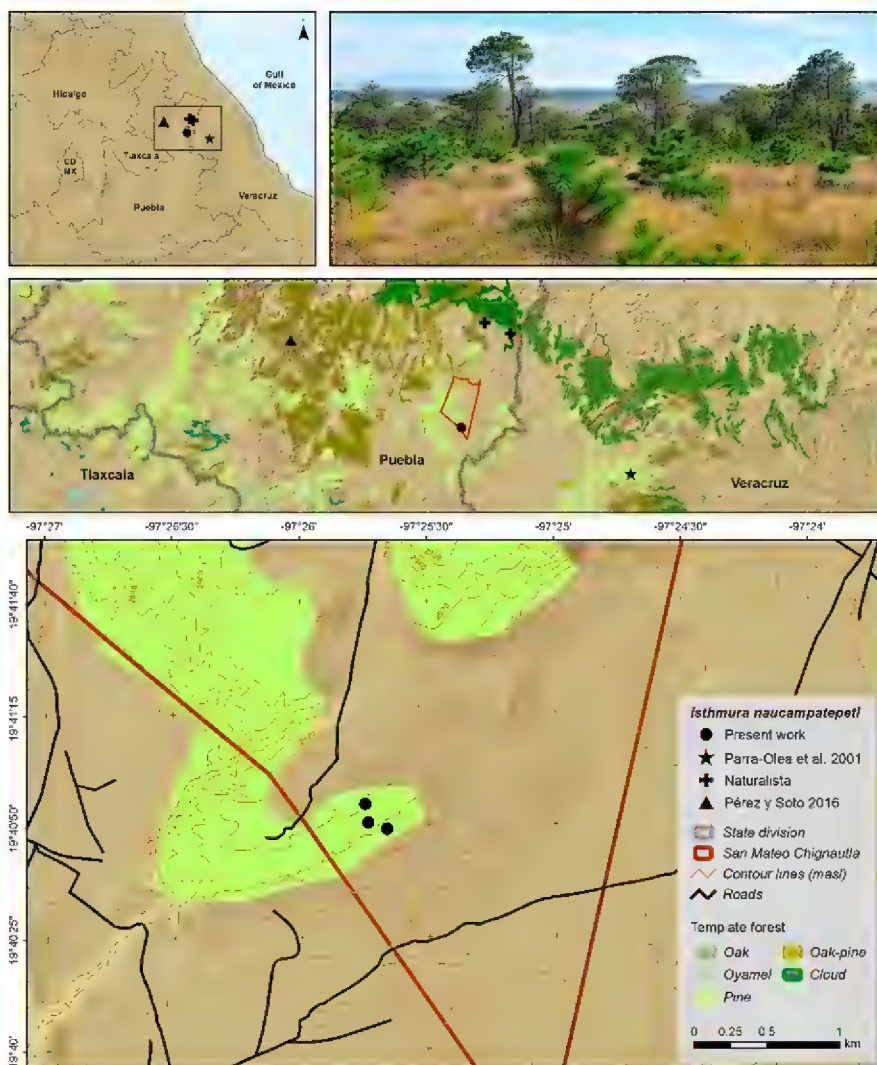 Gulf
of Mexico
Hidalgo
Tlaxcala
CD
MX
Puebla
Veracruz
Tlaxcala
Puebla
Veracruz
-97°27'
-97°26'30"
-97°26'
-97°25'30"
-97°25'
-97°24'30"
-97°24'
19°41'40"
19°41'15"
19°40'50"
19°40'25"
19°40'
Isthmura naucampatepetl
Present work
Parra-Olea et al. 2001
Naturalista
Pérez y Soto 2016
State division
San Mateo Chignautla
Contour lines (masl)
Roads
Template forest
Oak
Oak-pine
Oyamel
Cloud
Pine
0 0.25 0.5 1
km